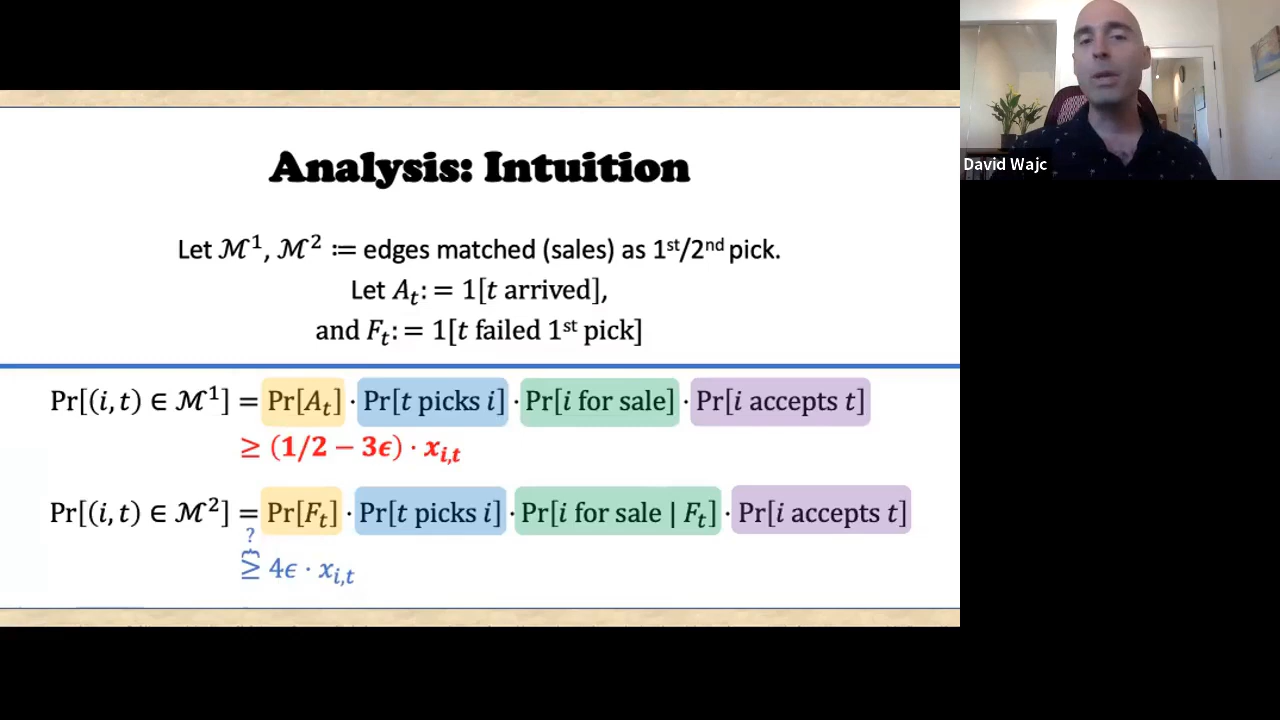 Analysis: Intuition
Let ℳ¹, ℳ² ≔ edges matched (sales) as 1ˢᵗ/2ⁿᵈ pick.
Let Aₜ: = 1[t arrived],
and Fₜ: = 1[t failed 1ˢᵗ pick]
Pr[(i, t) ∈ ℳ¹] = Pr[Aₜ] · Pr[t picks i] · Pr[i for sale] · Pr[i accepts t]
≥ (1/2 − 3ϵ) · x_{i,t}
Pr[(i, t) ∈ ℳ²] = Pr[Fₜ] · Pr[t picks i] · Pr[i for sale | Fₜ] · Pr[i accepts t]
?
≥ 4ϵ · x_{i,t}
David Wajc